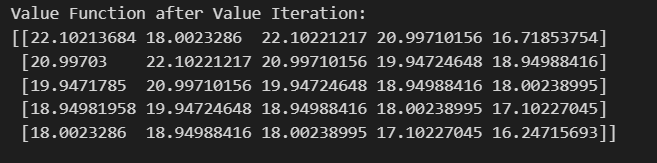 Value Function after Value Iteration:
[[22.10213684 18.0023286  22.10221217 20.99710156 16.71853754]
 [20.99703    22.10221217 20.99710156 19.94724648 18.94988416]
 [19.9471785  20.99710156 19.94724648 18.94988416 18.00238995]
 [18.94981958 19.94724648 18.94988416 18.00238995 17.10227045]
 [18.0023286  18.94988416 18.00238995 17.10227045 16.24715693]]